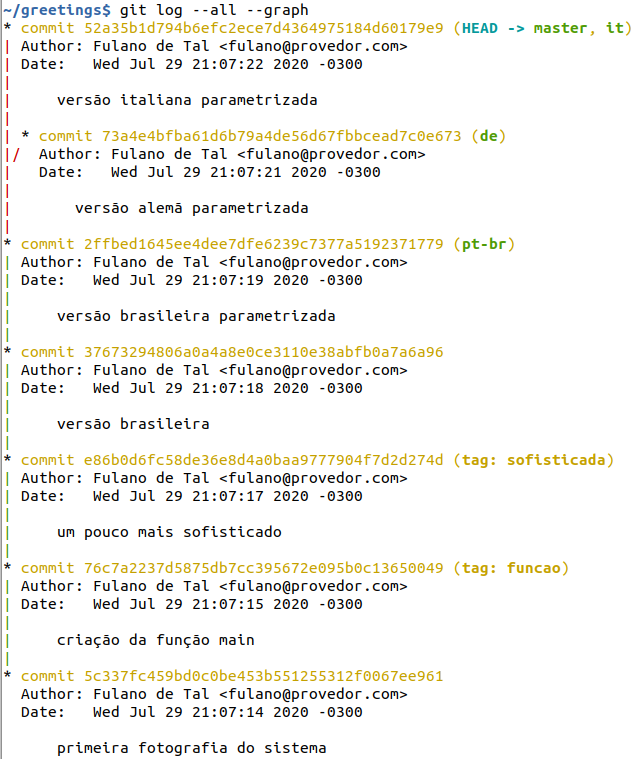 ~/greetings$ git log --all --graph
* commit 52a35b1d794b6efc2ece7d4364975184d60179e9 (HEAD -> master, it)
| Author: Fulano de Tal <fulano@provedor.com>
| Date:   Wed Jul 29 21:07:22 2020 -0300
|
|     versão italiana parametrizada
|
| * commit 73a4e4bfba61d6b79a4de56d67fbbcead7c0e673 (de)
|/  Author: Fulano de Tal <fulano@provedor.com>
|   Date:   Wed Jul 29 21:07:21 2020 -0300
|
|       versão alemã parametrizada
|
* commit 2ffbed1645ee4dee7dfe6239c7377a5192371779 (pt-br)
| Author: Fulano de Tal <fulano@provedor.com>
| Date:   Wed Jul 29 21:07:19 2020 -0300
|
|     versão brasileira parametrizada
|
* commit 37673294806a0a4a8e0ce3110e38abfb0a7a6a96
| Author: Fulano de Tal <fulano@provedor.com>
| Date:   Wed Jul 29 21:07:18 2020 -0300
|
|     versão brasileira
|
* commit e86b0d6fc58de36e8d4a0baa9777904f7d2d274d (tag: sofisticada)
| Author: Fulano de Tal <fulano@provedor.com>
| Date:   Wed Jul 29 21:07:17 2020 -0300
|
|     um pouco mais sofisticado
|
* commit 76c7a2237d5875db7cc395672e095b0c13650049 (tag: funcao)
| Author: Fulano de Tal <fulano@provedor.com>
| Date:   Wed Jul 29 21:07:15 2020 -0300
|
|     criação da função main
|
* commit 5c337fc459bd0c0be453b551255312f0067ee961
  Author: Fulano de Tal <fulano@provedor.com>
  Date:   Wed Jul 29 21:07:14 2020 -0300

      primeira fotografia do sistema